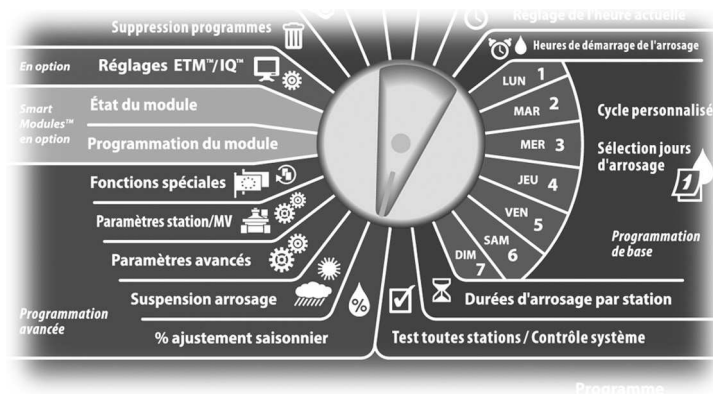 Suppression programmes
Réglage de l'heure actuelle
En option
Réglages ETM™/IQ™
Heures de démarrage de l'arrosage
Smart
Modules™
en option
État du module
Programmation du module
LUN 1
MAR 2
MER 3
JEU 4
VEN 5
SAM 6
DIM 7
Cycle personnalisé
Sélection jours
d'arrosage
1
Programmation
de base
Fonctions spéciales
Paramètres station/MV
Paramètres avancés
Suspension arrosage
%
Durées d'arrosage par station
Programmation
avancée
% ajustement saisonnier
Test toutes stations / Contrôle système
Programme